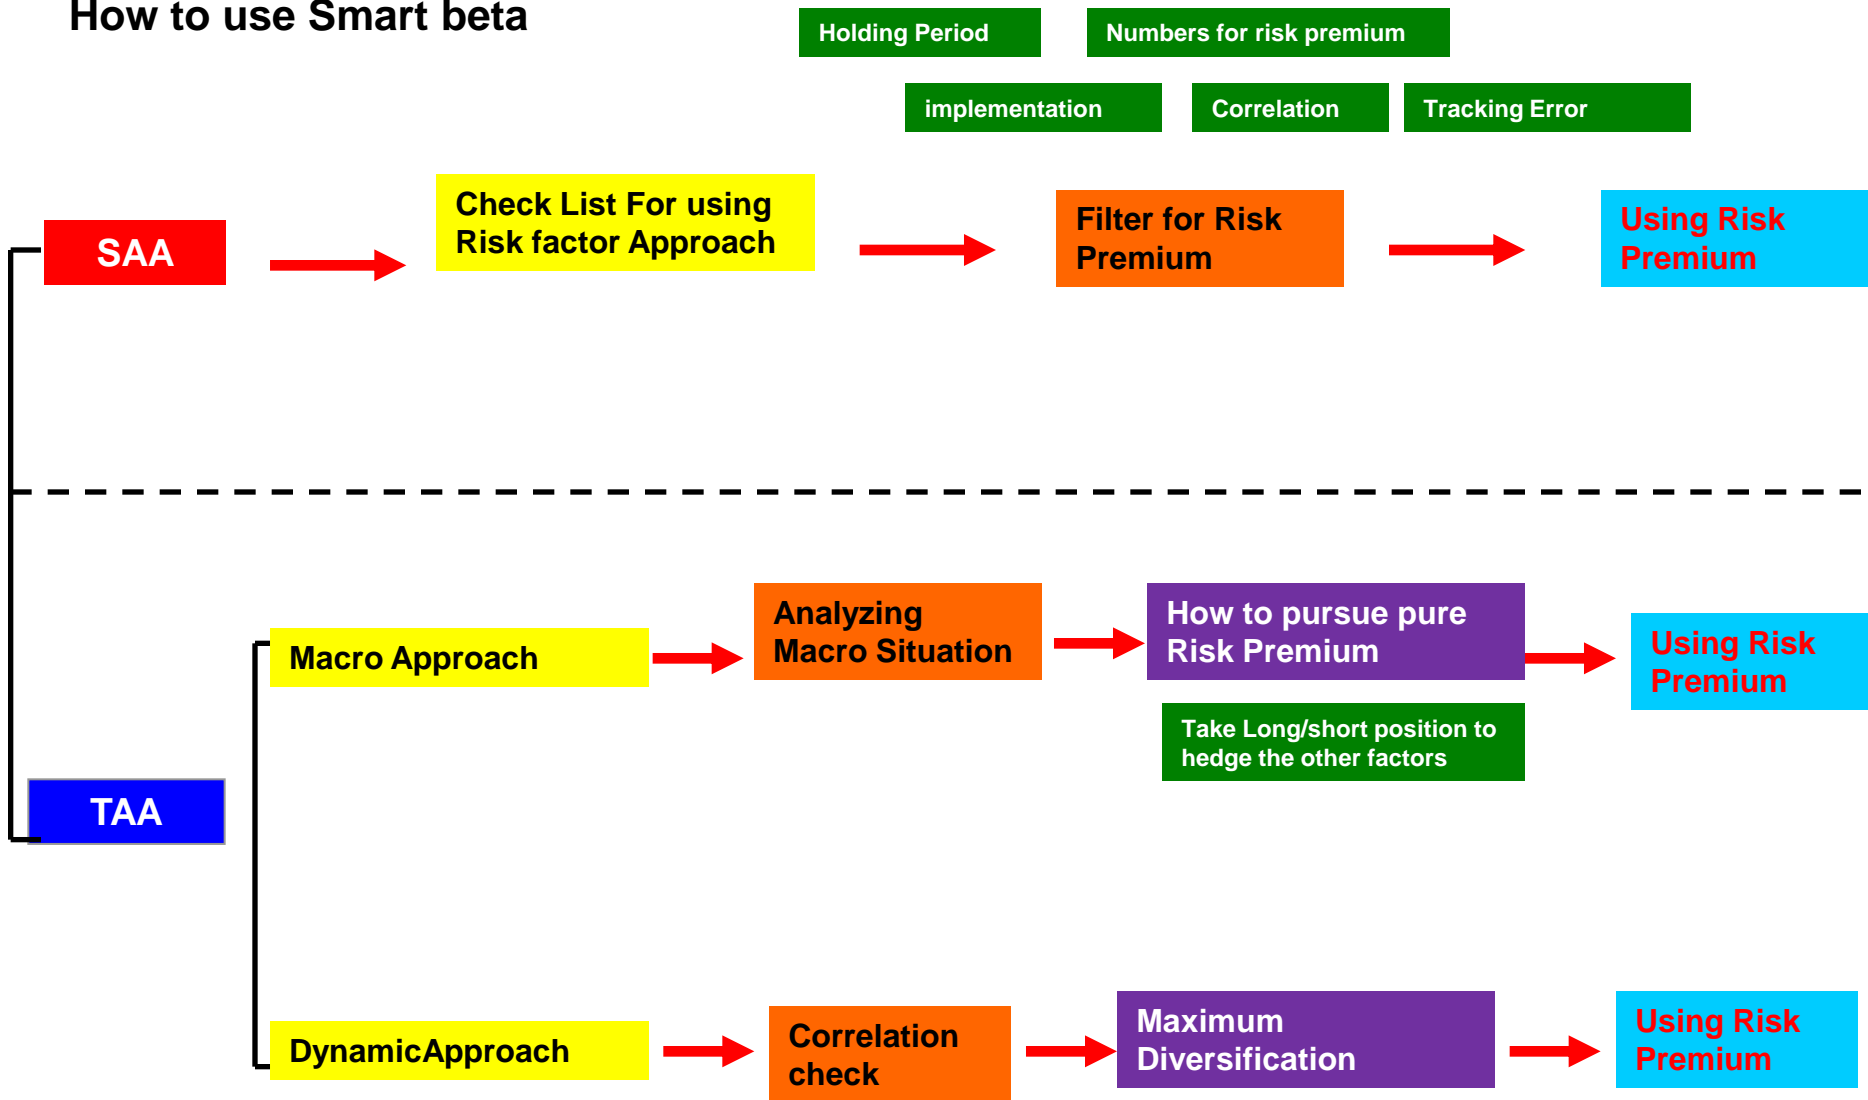 How to use Smart beta
Holding Period
Numbers for risk premium
implementation
Correlation
Tracking Error
SAA
Check List For using
Risk factor Approach
Filter for Risk
Premium
Using Risk
Premium
Macro Approach
Analyzing
Macro Situation
How to pursue pure
Risk Premium
Using Risk
Premium
Take Long/short position to
hedge the other factors
TAA
DynamicApproach
Correlation
check
Maximum
Diversification
Using Risk
Premium